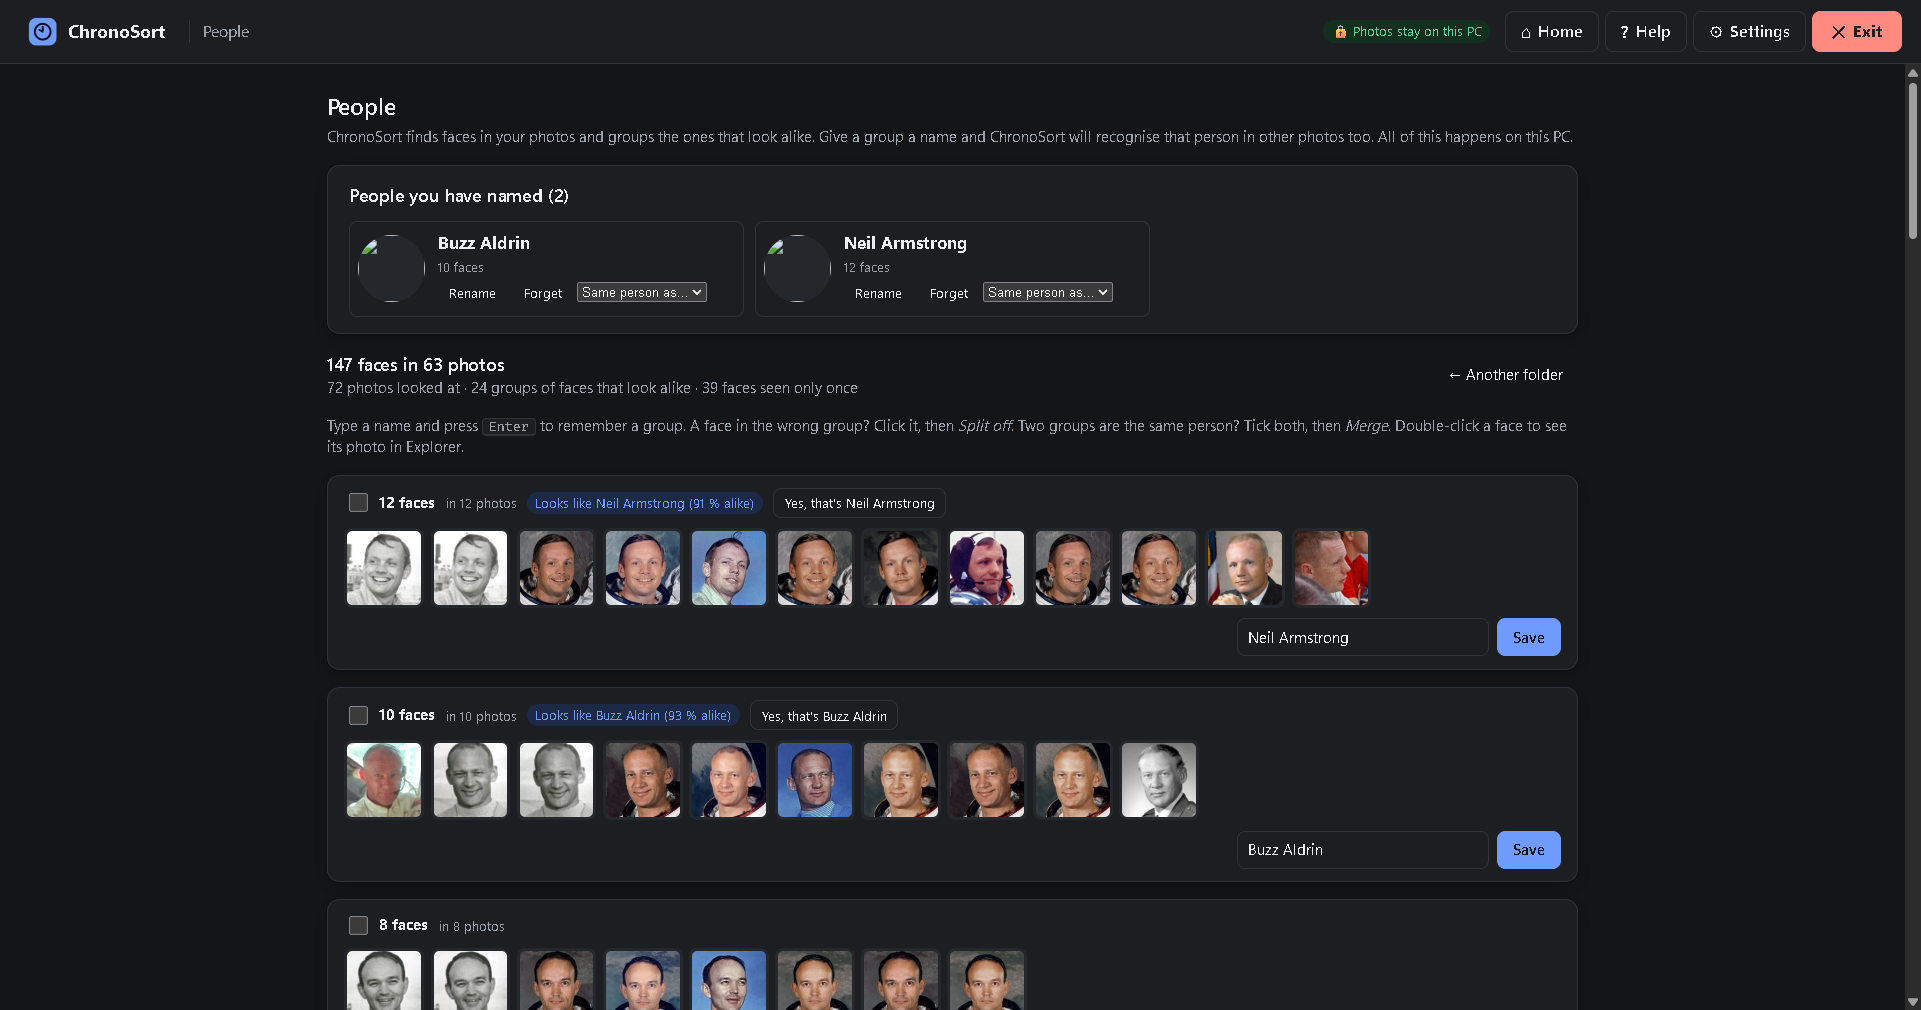 ChronoSort People
🔒 Photos stay on this PC
⌂ Home
? Help
⚙ Settings
✕ Exit
People
ChronoSort finds faces in your photos and groups the ones that look alike. Give a group a name and ChronoSort will recognise that person in other photos too. All of this happens on this PC.
People you have named (2)
Buzz Aldrin
10 faces
Rename Forget Same person as...
Neil Armstrong
12 faces
Rename Forget Same person as...
147 faces in 63 photos
72 photos looked at · 24 groups of faces that look alike · 39 faces seen only once
← Another folder
Type a name and press Enter to remember a group. A face in the wrong group? Click it, then Split off. Two groups are the same person? Tick both, then Merge. Double-click a face to see
its photo in Explorer.
12 faces in 12 photos Looks like Neil Armstrong (91 % alike) Yes, that's Neil Armstrong
Neil Armstrong Save
10 faces in 10 photos Looks like Buzz Aldrin (93 % alike) Yes, that's Buzz Aldrin
Buzz Aldrin Save
8 faces in 8 photos